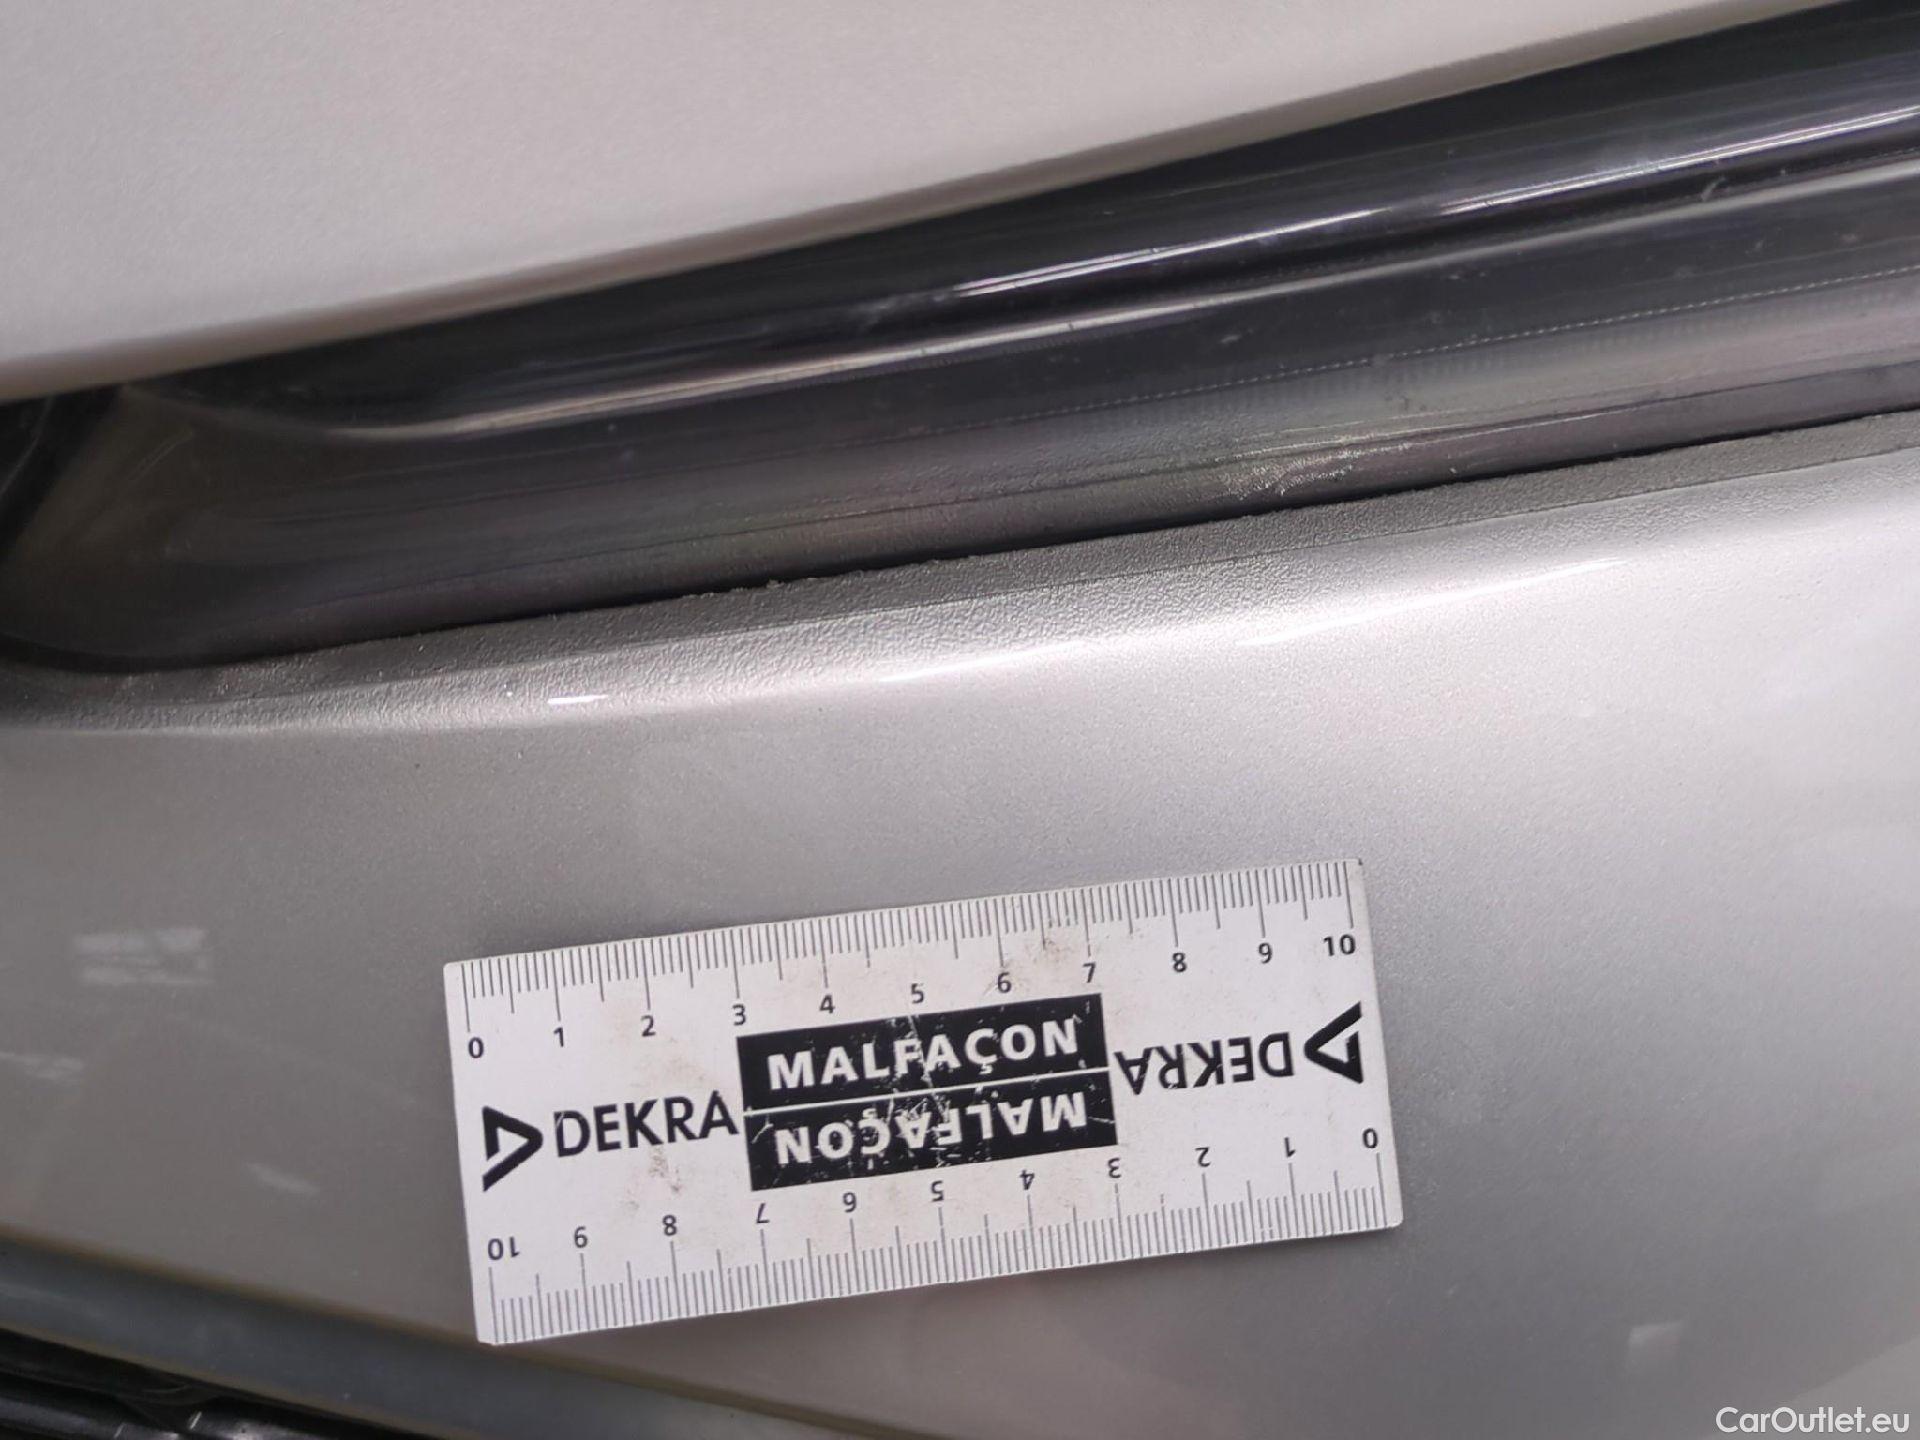 0 1 2 3 4 5 6 7 8 9 10
MALFAÇON
DEKRA
DEKRA
MALFAÇON
10 9 8 7 6 5 4 3 2 1 0
CarOutlet.eu